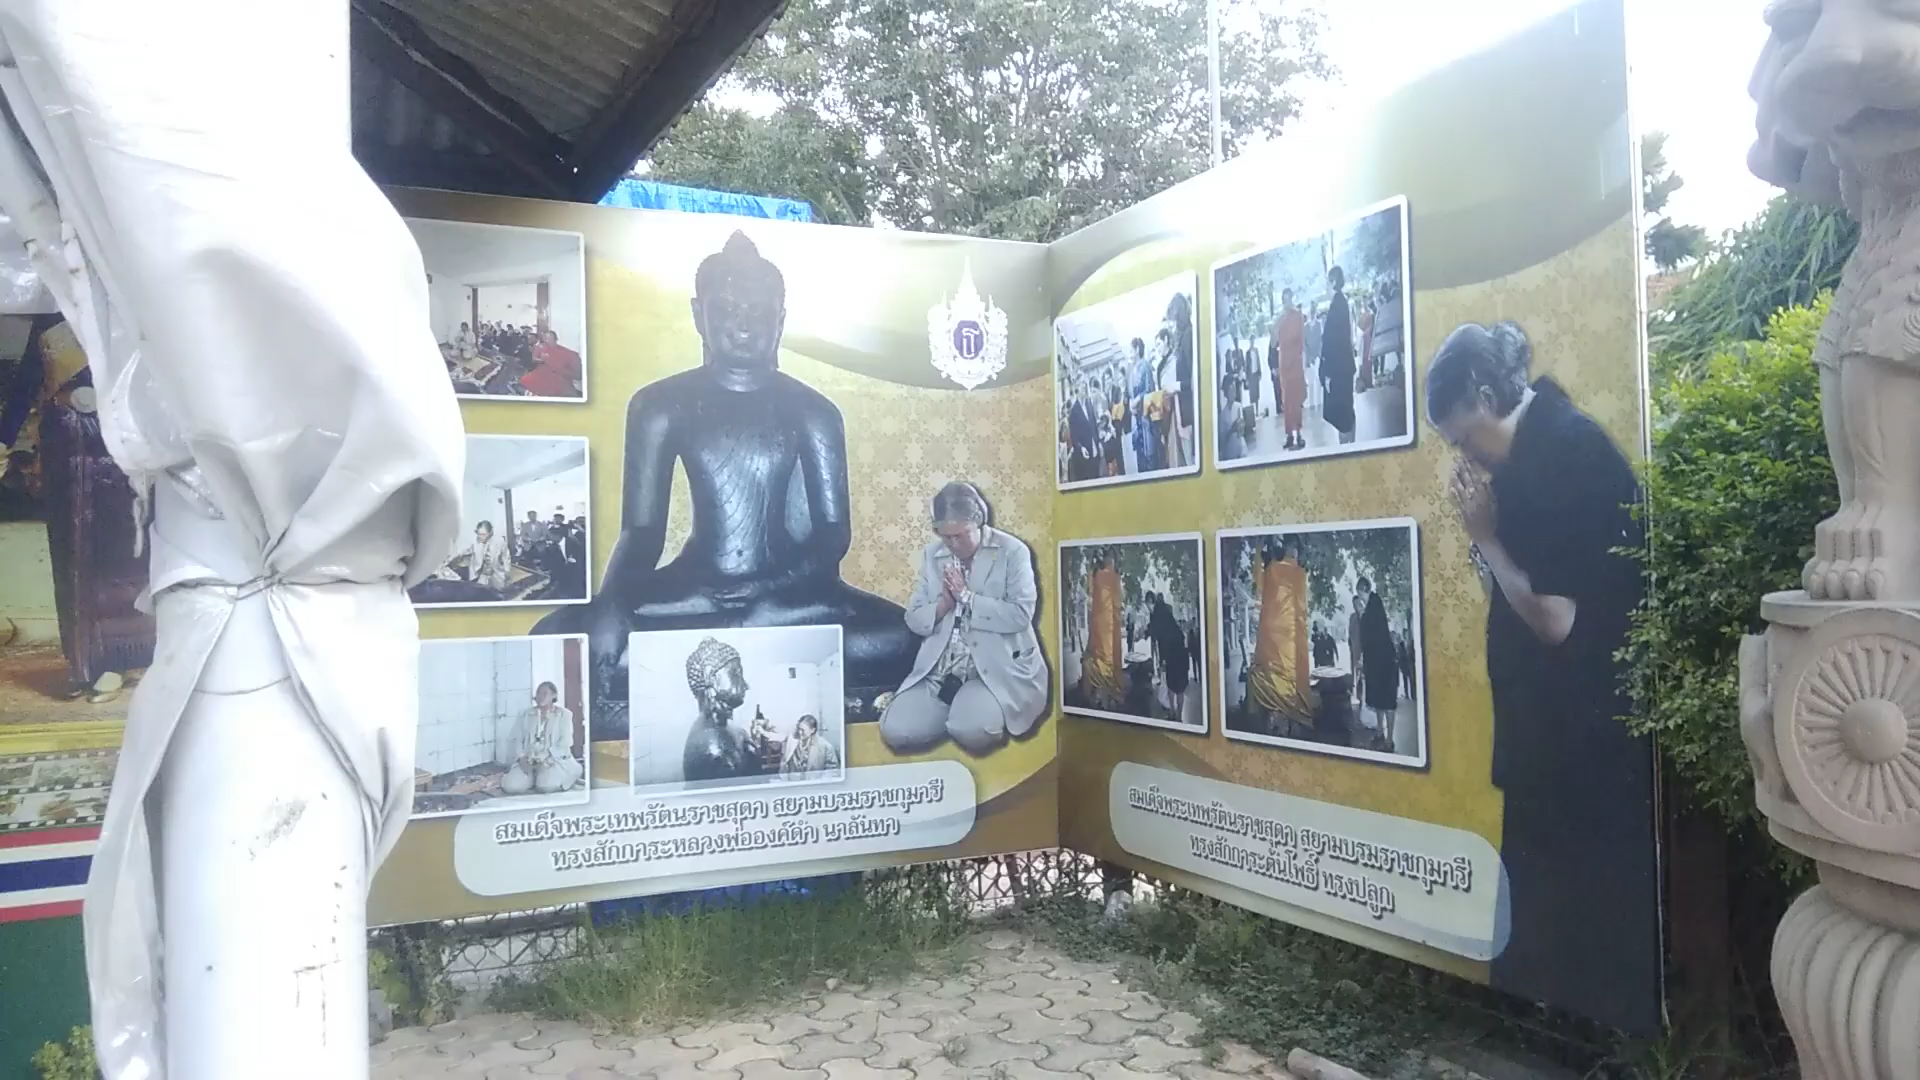 สมเด็จพระเทพรัตนราชสุดา สยามบรมราชกุมารี
ทรงสักการะหลวงพ่อองค์ดำ นาลันทา
สมเด็จพระเทพรัตนราชสุดา สยามบรมราชกุมารี
ทรงสักการะต้นโพธิ์ ทรงปลูก